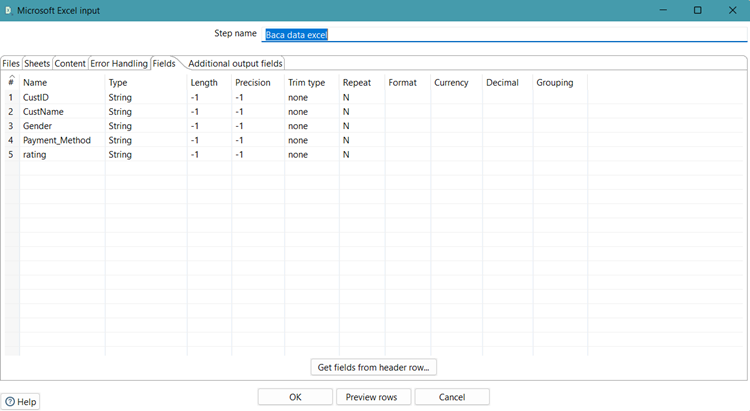 Microsoft Excel input
Step name Baca data excel
Files Sheets Content Error Handling Fields Additional output fields
# Name Type Length Precision Trim type Repeat Format Currency Decimal Grouping
1 CustID String -1 -1 none N
2 CustName String -1 -1 none N
3 Gender String -1 -1 none N
4 Payment_Method String -1 -1 none N
5 rating String -1 -1 none N
Get fields from header row...
OK Preview rows Cancel
Help